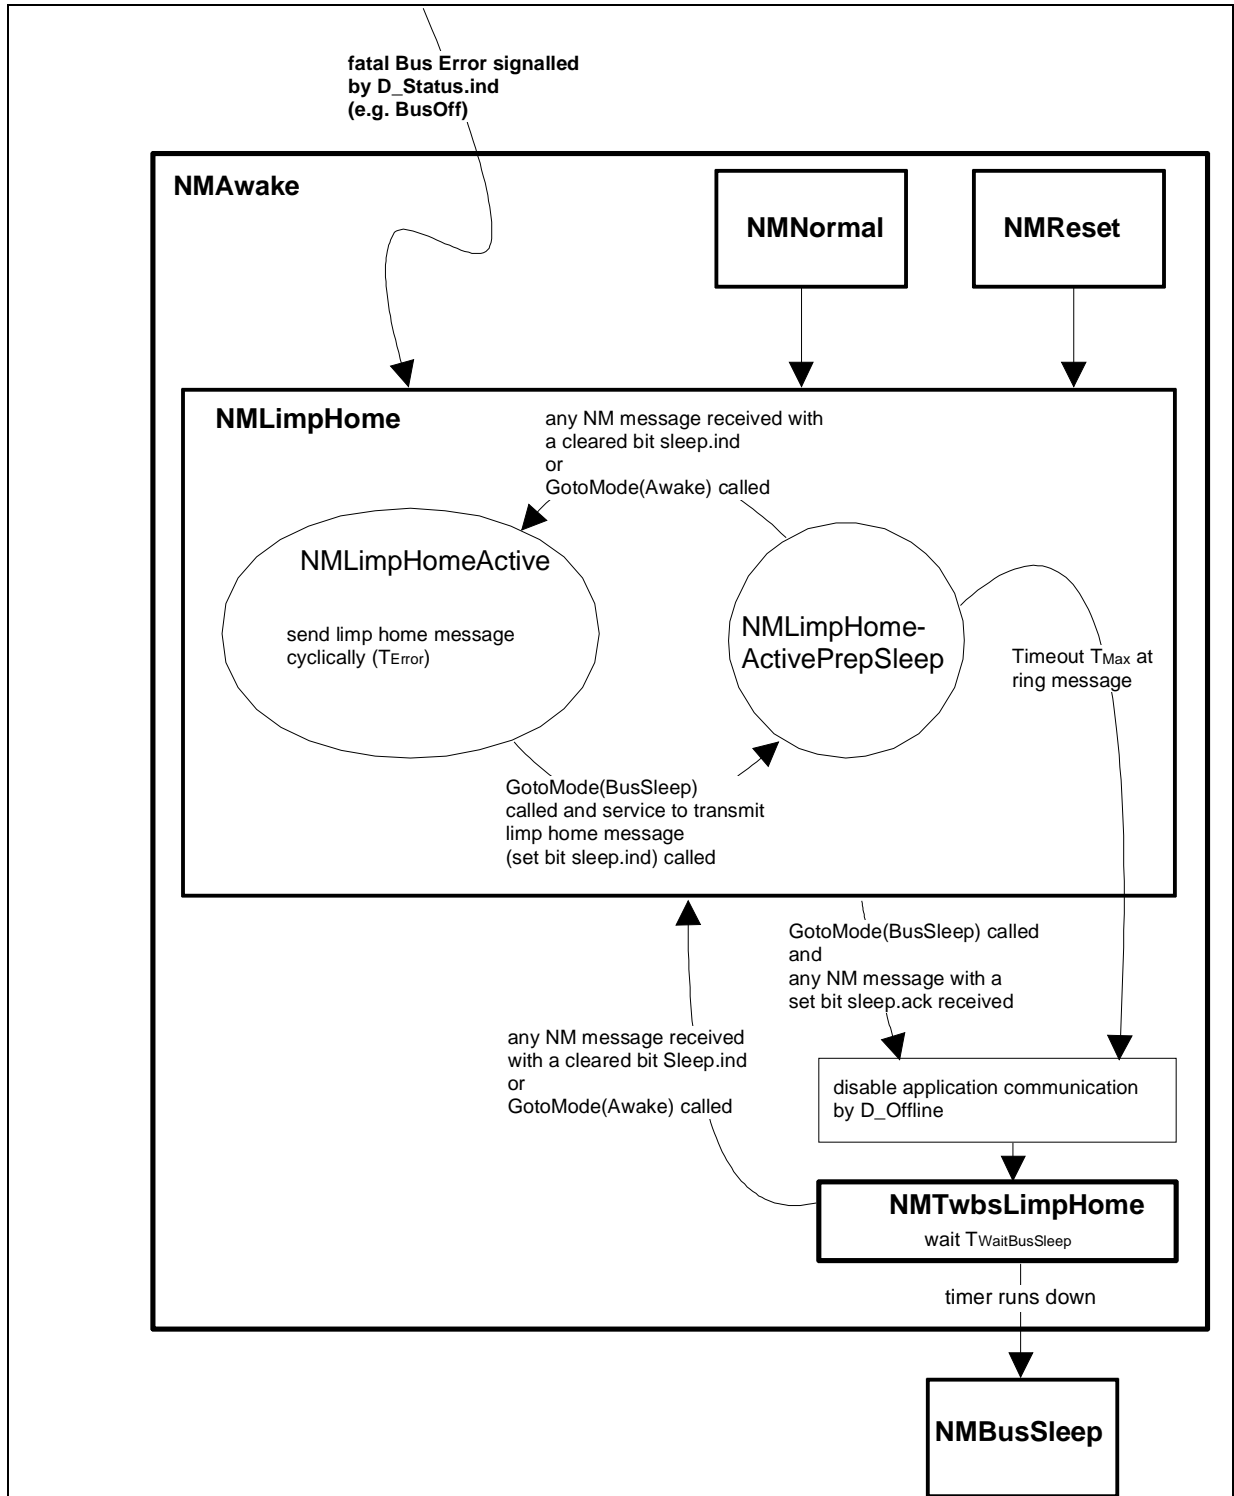 fatal Bus Error signalled
by D_Status.ind
(e.g. BusOff)
NMAwake
NMNormal
NMReset
NMLimpHome
any NM message received with
a cleared bit sleep.ind
or
GotoMode(Awake) called
NMLimpHomeActive
send limp home message
cyclically (TError)
NMLimpHome-
ActivePrepSleep
Timeout TMax at
ring message
GotoMode(BusSleep)
called and service to transmit
limp home message
(set bit sleep.ind) called
GotoMode(BusSleep) called
and
any NM message with a
set bit sleep.ack received
any NM message received
with a cleared bit Sleep.ind
or
GotoMode(Awake) called
disable application communication
by D_Offline
NMTwbsLimpHome
wait TWaitBusSleep
timer runs down
NMBusSleep